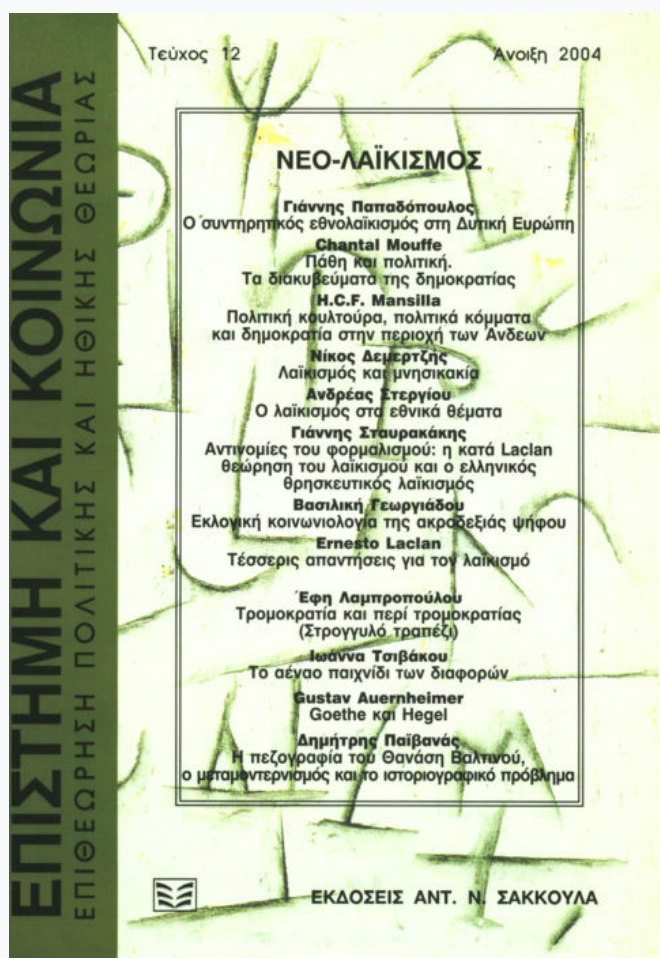 ΕΠΙΣΤΗΜΗ ΚΑΙ ΚΟΙΝΩΝΙΑ
ΕΠΙΘΕΩΡΗΣΗ ΠΟΛΙΤΙΚΗΣ ΚΑΙ ΗΘΙΚΗΣ ΘΕΩΡΙΑΣ
Τεύχος 12
Άνοιξη 2004
ΝΕΟ-ΛΑΪΚΙΣΜΟΣ
Γιάννης Παπαδόπουλος
Ο συντηρητικός εθνολαϊκισμός στη Δυτική Ευρώπη
Chantal Mouffe
Πάθη και πολιτική.
Τα διακυβεύματα της δημοκρατίας
H.C.F. Mansilla
Πολιτική κουλτούρα, πολιτικά κόμματα
και δημοκρατία στην περιοχή των Άνδεων
Νίκος Δεμερτζής
Λαϊκισμός και μνησικακία
Ανδρέας Στεργίου
Ο λαϊκισμός στα εθνικά θέματα
Γιάννης Σταυρακάκης
Αντινομίες του φορμαλισμού: η κατά Laclan
θεώρηση του λαϊκισμού και ο ελληνικός
θρησκευτικός λαϊκισμός
Βασιλική Γεωργιάδου
Εκλογική κοινωνιολογία της ακροδεξιάς ψήφου
Ernesto Laclan
Τέσσερις απαντήσεις για τον λαϊκισμό
Έφη Λαμπροπούλου
Τρομοκρατία και περί τρομοκρατίας
(Στρογγυλό τραπέζι)
Ιωάννα Τσιβάκου
Το αέναο παιχνίδι των διαφορών
Gustav Auernheimer
Goethe και Hegel
Δημήτρης Παϊβανάς
Η πεζογραφία του Θανάση Βαλτινού,
ο μεταμοντερνισμός και το ιστοριογραφικό πρόβλημα
ΕΚΔΟΣΕΙΣ ΑΝΤ. Ν. ΣΑΚΚΟΥΛΑ